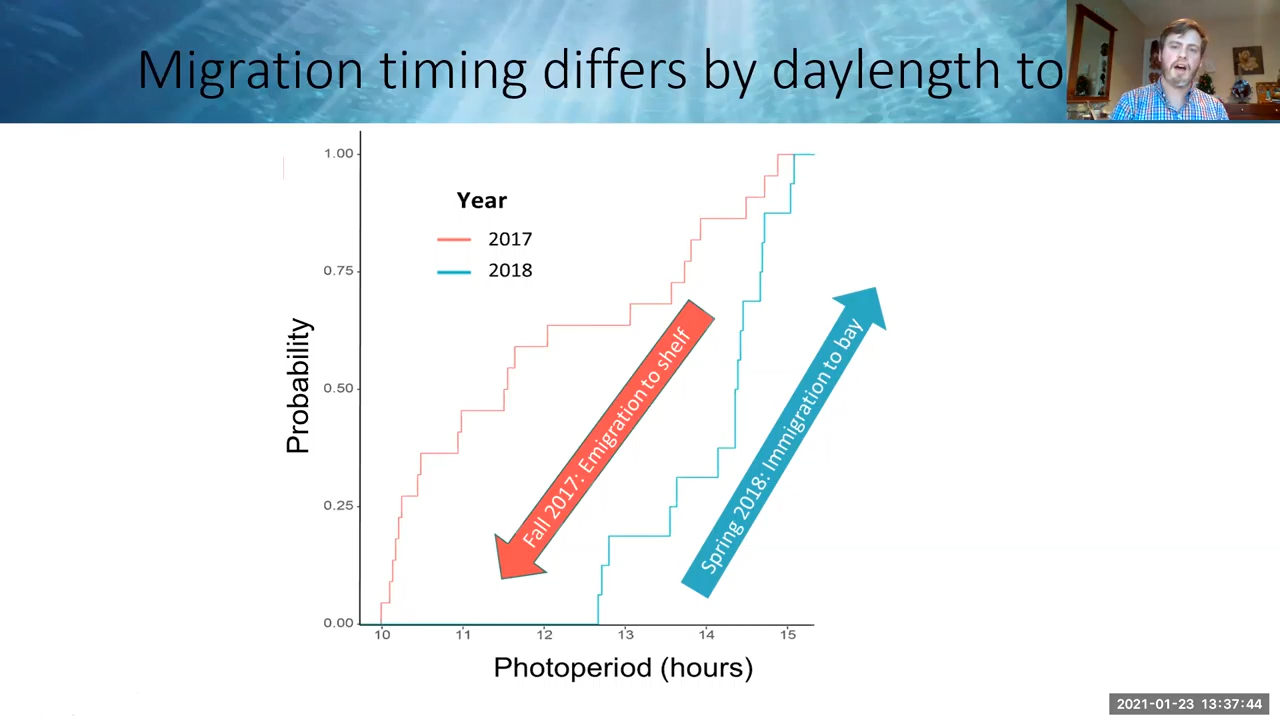 Migration timing differs by daylength to
1.00
0.75
0.50
0.25
0.00
Probability
Year
2017
2018
Fall 2017: Emigration to shelf
Spring 2018: Immigration to bay
10 11 12 13 14 15
Photoperiod (hours)
2021-01-23 13:37:44